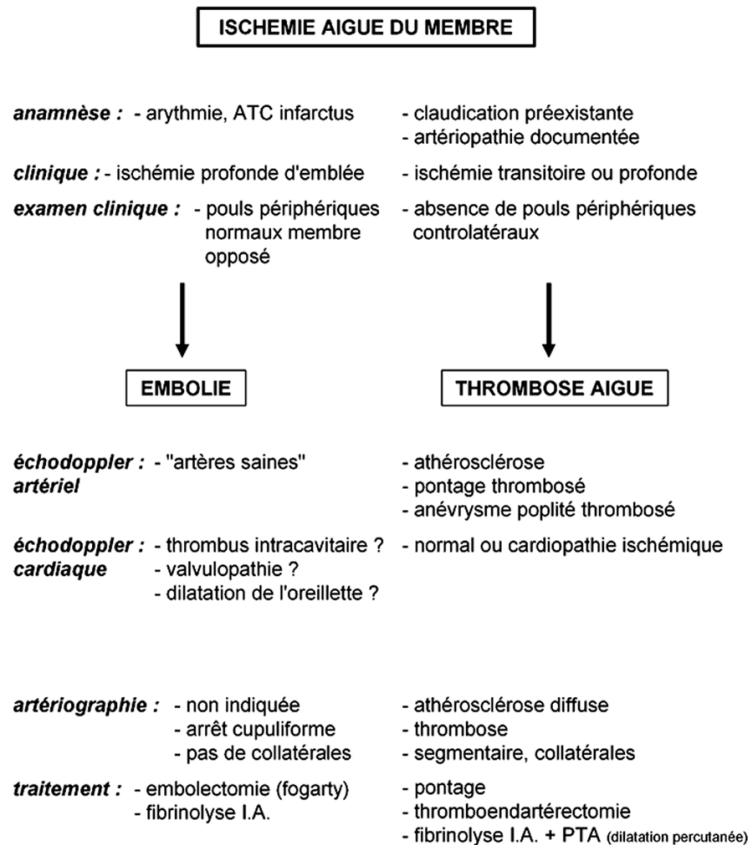 ISCHEMIE AIGUE DU MEMBRE
anamnèse : - arythmie, ATC infarctus - claudication préexistante
- artériopathie documentée
clinique : - ischémie profonde d'emblée - ischémie transitoire ou profonde
examen clinique : - pouls périphériques - absence de pouls périphériques
normaux membre controlatéraux
opposé
EMBOLIE THROMBOSE AIGUE
échodoppler : - "artères saines" - athérosclérose
artériel - pontage thrombosé
- anévrysme poplité thrombosé
échodoppler : - thrombus intracavitaire ? - normal ou cardiopathie ischémique
cardiaque - valvulopathie ?
- dilatation de l'oreillette ?
artériographie : - non indiquée - athérosclérose diffuse
- arrêt cupuliforme - thrombose
- pas de collatérales - segmentaire, collatérales
traitement : - embolectomie (fogarty) - pontage
- fibrinolyse I.A. - thromboendartérectomie
- fibrinolyse I.A. + PTA (dilatation percutanée)